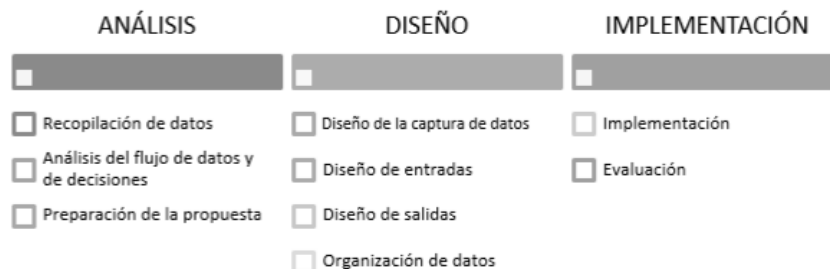 ANÁLISIS
DISEÑO
IMPLEMENTACIÓN
Recopilación de datos
Análisis del flujo de datos y
de decisiones
Preparación de la propuesta
Diseño de la captura de datos
Diseño de entradas
Diseño de salidas
Organización de datos
Implementación
Evaluación